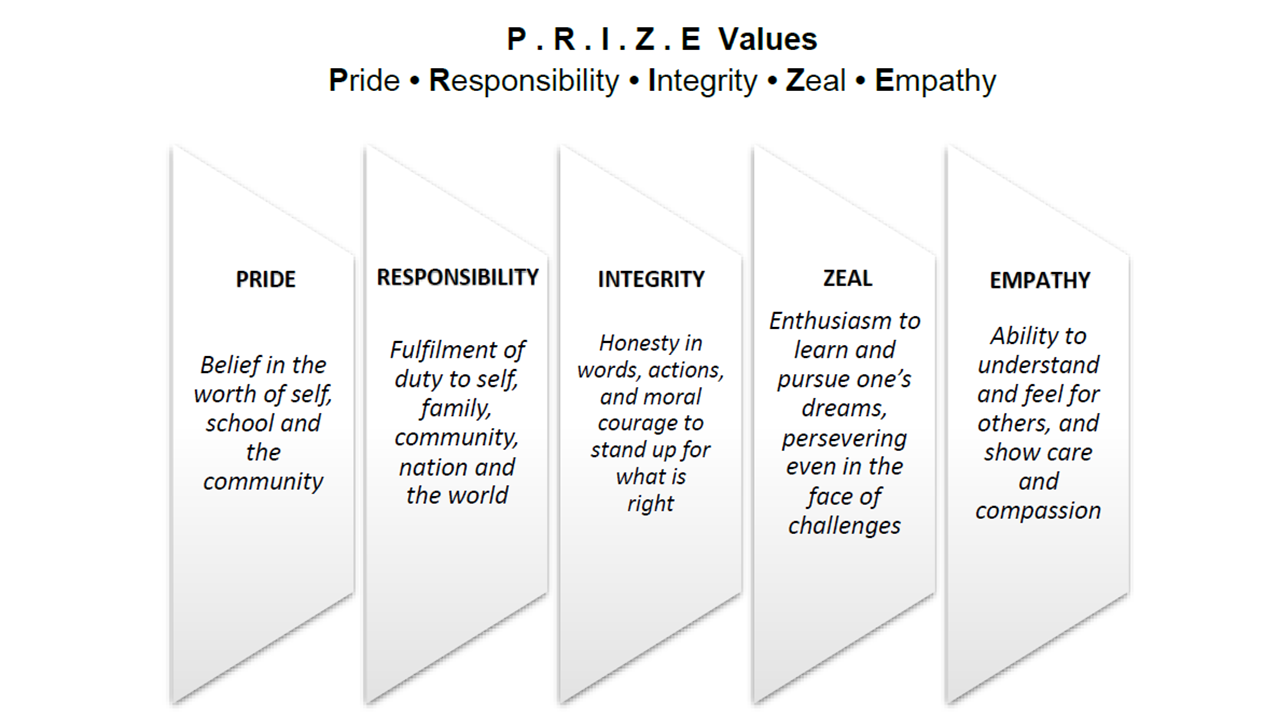 P . R . I . Z . E  Values
Pride • Responsibility • Integrity • Zeal • Empathy
PRIDE
Belief in the
worth of self,
school and
the
community
RESPONSIBILITY
Fulfilment of
duty to self,
family,
community,
nation and
the world
INTEGRITY
Honesty in
words, actions,
and moral
courage to
stand up for
what is
right
ZEAL
Enthusiasm to
learn and
pursue one’s
dreams,
persevering
even in the
face of
challenges
EMPATHY
Ability to
understand
and feel for
others, and
show care
and
compassion